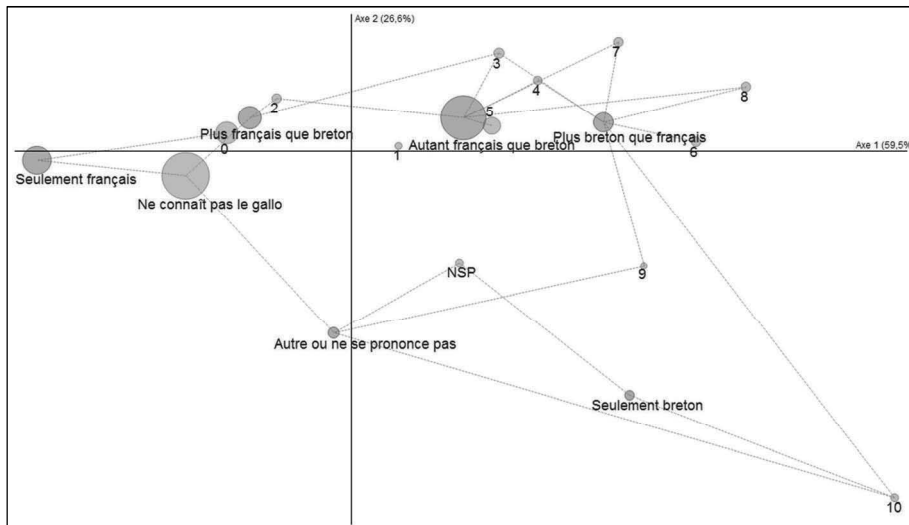 Axe 2 (26,6%)
7
3
4
8
2
5
Plus français que breton
Autant français que breton
Plus breton que français
0
1
6
Axe 1 (59,5%
Seulement français
Ne connaît pas le gallo
NSP
9
Autre ou ne se prononce pas
Seulement breton
10